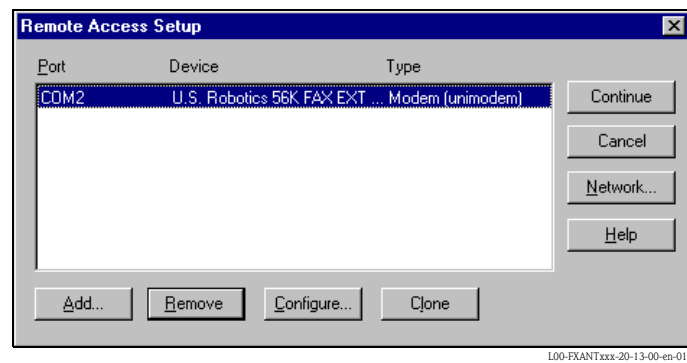 Remote Access Setup
Port Device Type
COM2 U.S. Robotics 56K FAX EXT ... Modem (unimodem)
Continue
Cancel
Network...
Help
Add... Remove Configure... Clone
L00-FXANTxxx-20-13-00-en-01